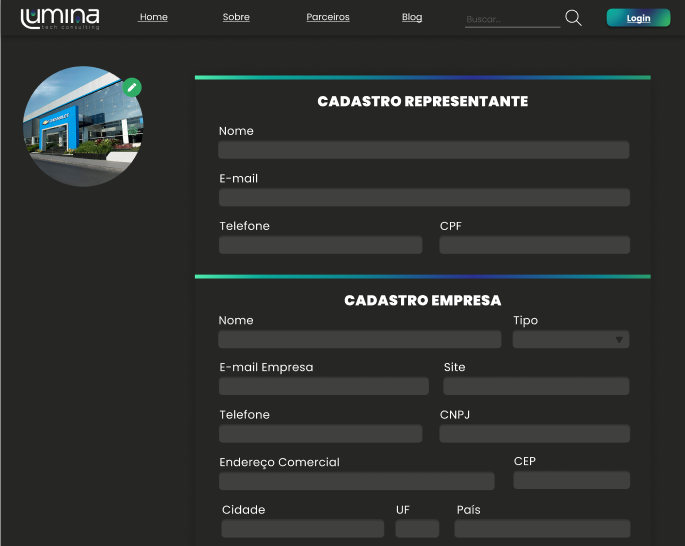 Lumina
tech consulting
Home Sobre Parceiros Blog Buscar... Login
CHEVROLET
CADASTRO REPRESENTANTE
Nome
E-mail
Telefone CPF
CADASTRO EMPRESA
Nome Tipo
E-mail Empresa Site
Telefone CNPJ
Endereço Comercial CEP
Cidade UF País